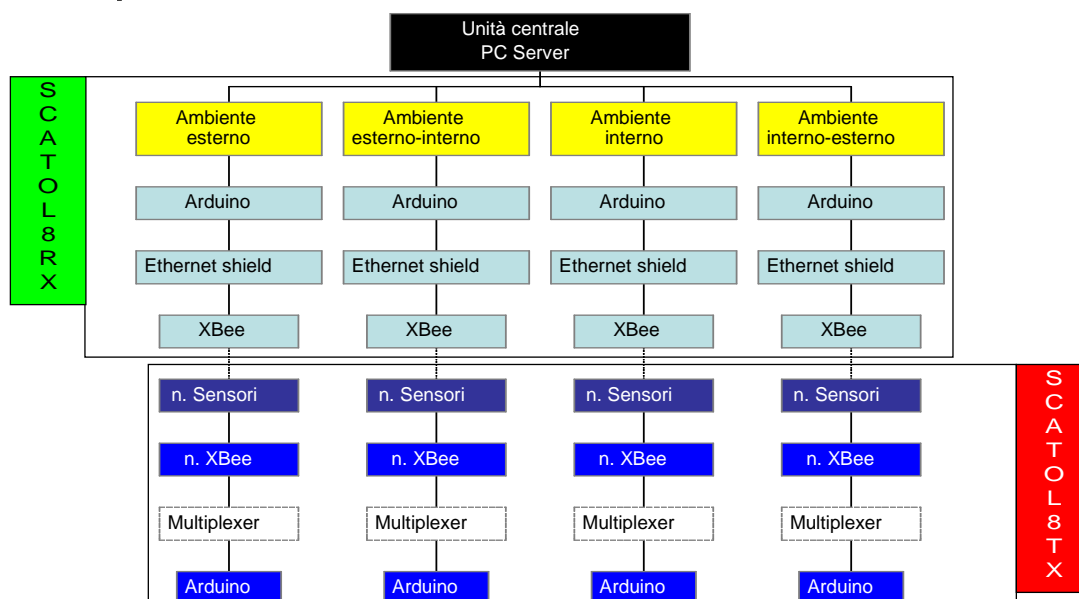 Unità centrale
PC Server
SCATOL8RX
Ambiente esterno
Ambiente esterno-interno
Ambiente interno
Ambiente interno-esterno
Arduino Arduino Arduino Arduino
Ethernet shield Ethernet shield Ethernet shield Ethernet shield
XBee XBee XBee XBee
n. Sensori n. Sensori n. Sensori n. Sensori
SCATOL8TX
n. XBee n. XBee n. XBee n. XBee
Multiplexer Multiplexer Multiplexer Multiplexer
Arduino Arduino Arduino Arduino